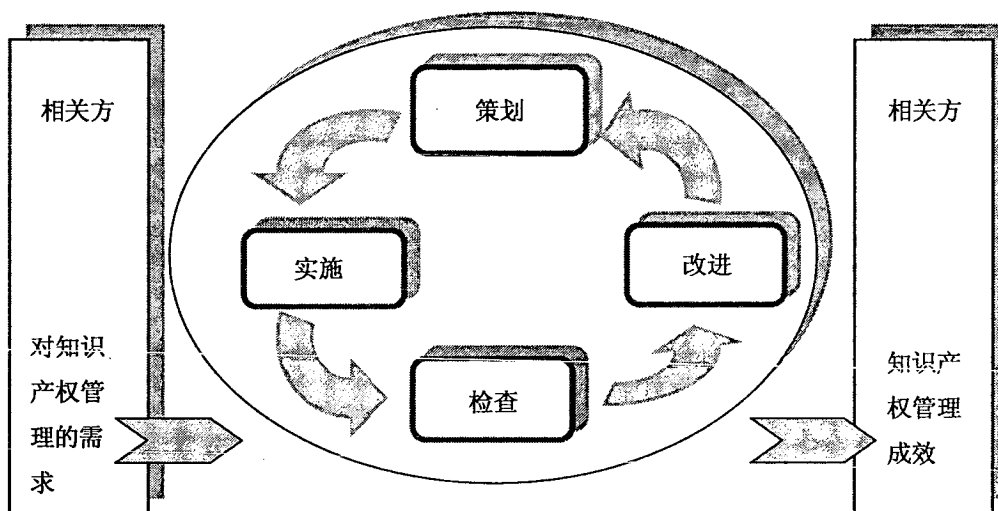 相关方
对知识
产权管
理的需
求
策划
实施
改进
检查
相关方
知识产
权管理
成效